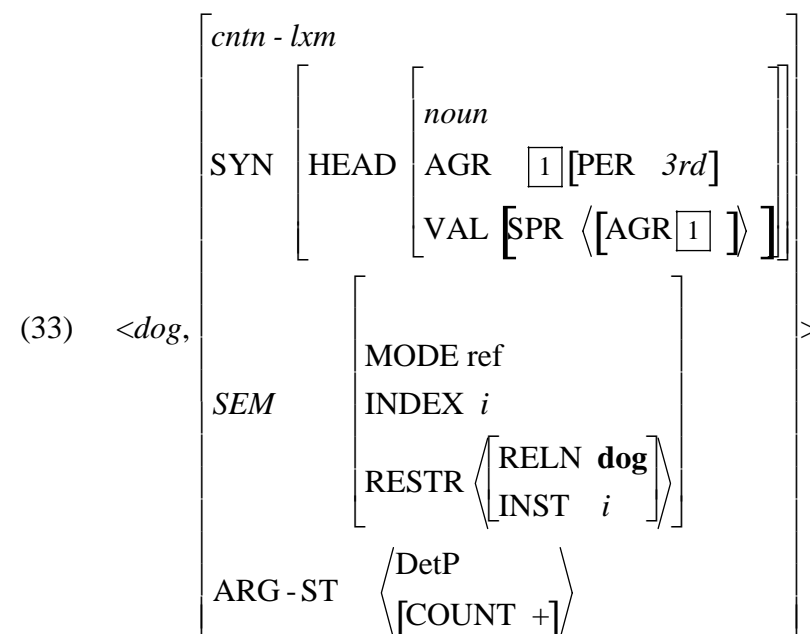 cntn - lxm
noun
SYN HEAD AGR 1 [PER 3rd]
VAL [SPR ⟨[AGR 1 ]⟩ ]
(33) <dog, >
MODE ref
SEM INDEX i
RESTR ⟨[RELN dog
INST i ]⟩
DetP
ARG - ST ⟨[COUNT +]⟩